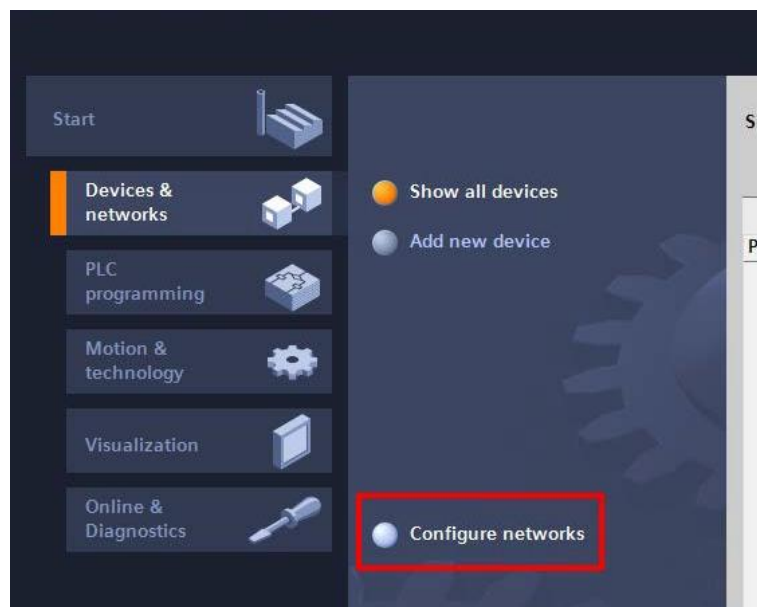 Start
Devices &
networks
PLC
programming
Motion &
technology
Visualization
Online &
Diagnostics
Show all devices
Add new device
Configure networks
S
P